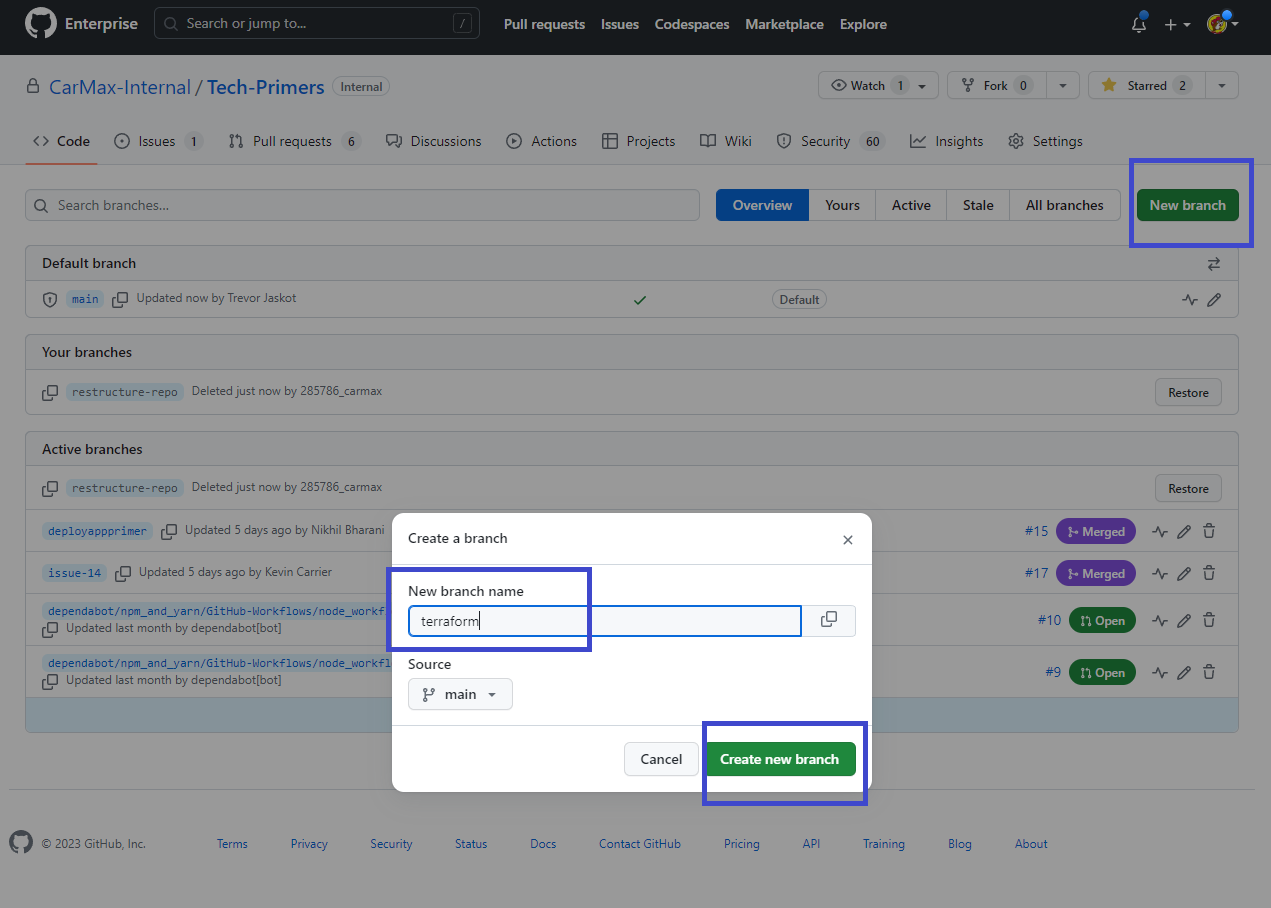 Enterprise Search or jump to... / Pull requests Issues Codespaces Marketplace Explore
CarMax-Internal / Tech-Primers Internal Watch 1 Fork 0 Starred 2
Code Issues 1 Pull requests 6 Discussions Actions Projects Wiki Security 60 Insights Settings
Search branches... Overview Yours Active Stale All branches New branch
Default branch
main Updated now by Trevor Jaskot Default
Your branches
restructure-repo Deleted just now by 285786_carmax Restore
Active branches
restructure-repo Deleted just now by 285786_carmax Restore
deployappprimer Updated 5 days ago by Nikhil Bharani #15 Merged
issue-14 Updated 5 days ago by Kevin Carrier #17 Merged
dependabot/npm_and_yarn/GitHub-Workflows/node_workf #10 Open
Updated last month by dependabot[bot]
dependabot/npm_and_yarn/GitHub-Workflows/node_workfl #9 Open
Updated last month by dependabot[bot]
Create a branch
New branch name
terraform
Source
main
Cancel Create new branch
© 2023 GitHub, Inc. Terms Privacy Security Status Docs Contact GitHub Pricing API Training Blog About